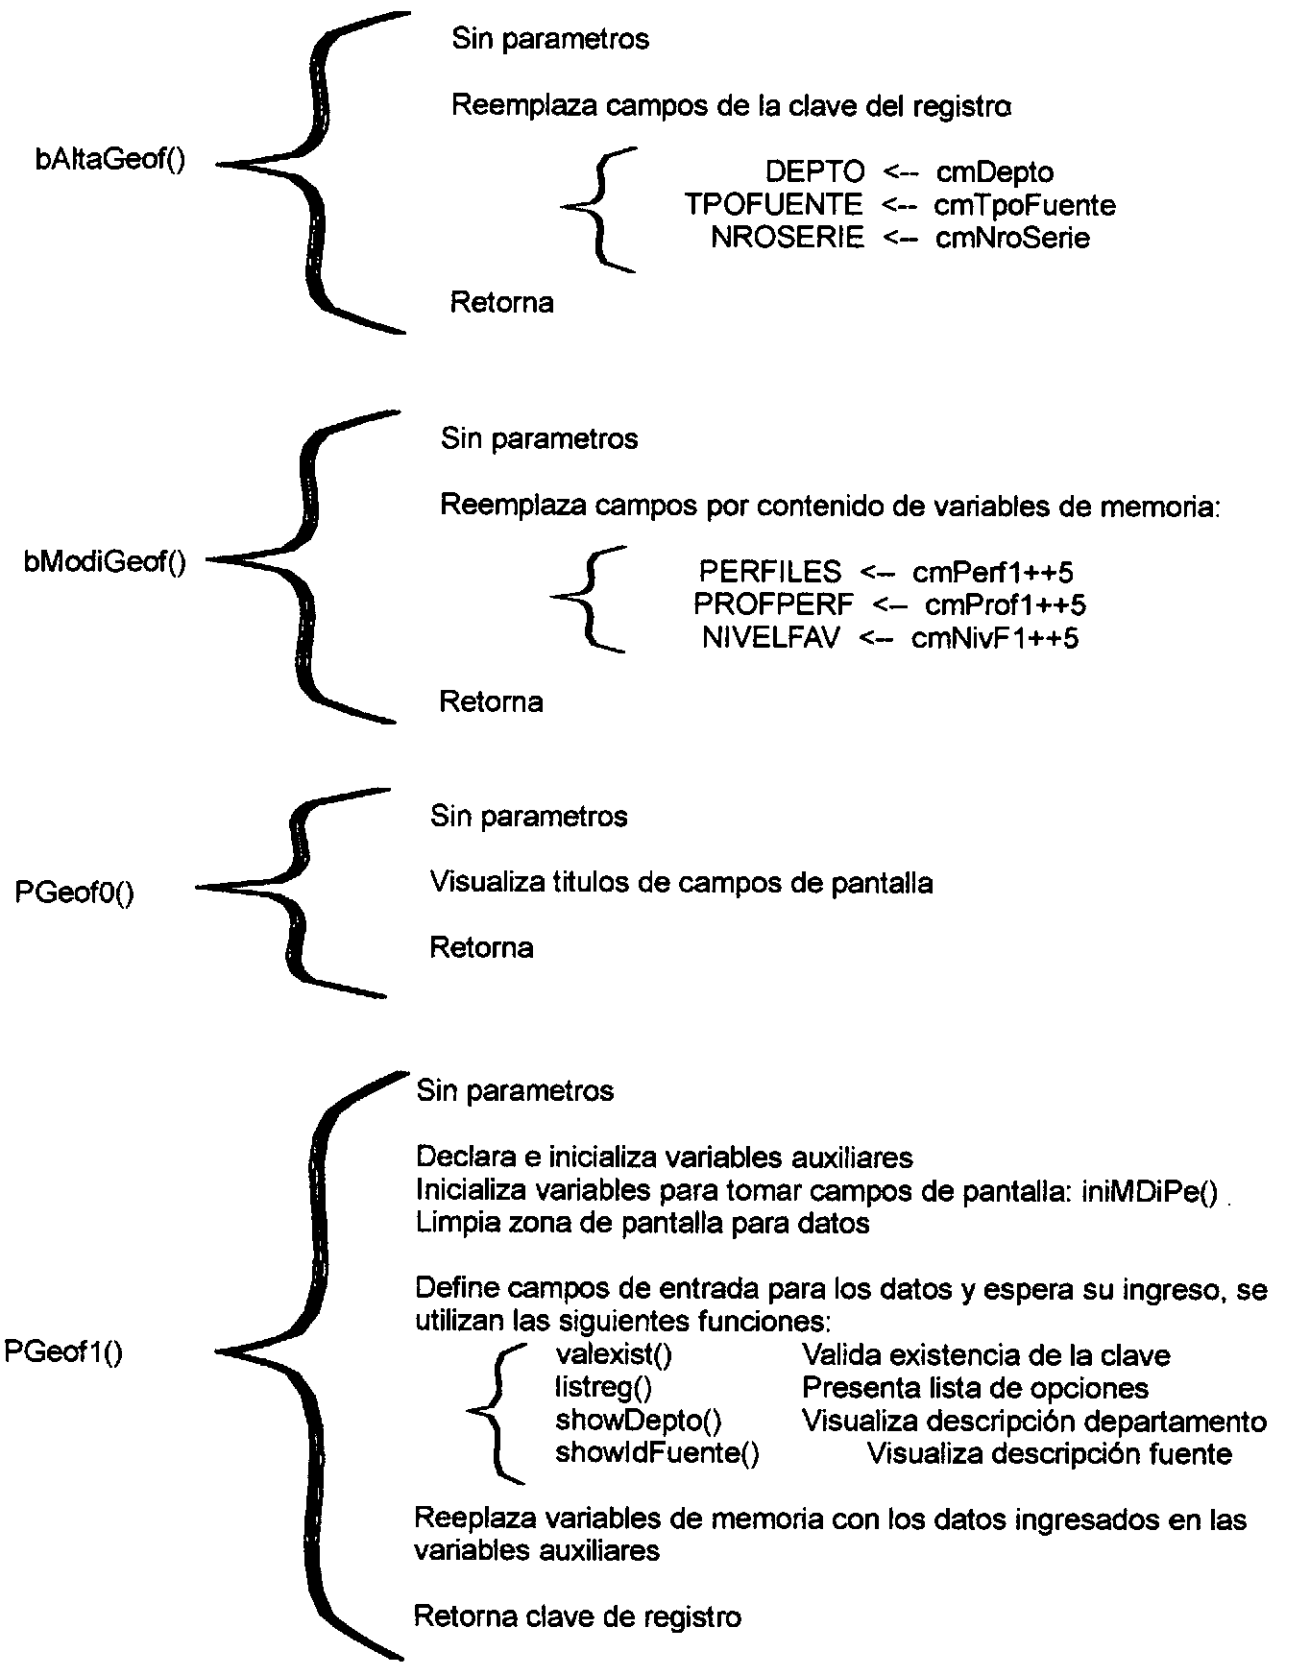 Sin parametros
Reemplaza campos de la clave del registro
bAltaGeof()
DEPTO <-- cmDepto
TPOFUENTE <-- cmTpoFuente
NROSERIE <-- cmNroSerie
Retorna
Sin parametros
Reemplaza campos por contenido de variables de memoria:
bModiGeof()
PERFILES <-- cmPerf1++5
PROFPERF <-- cmProf1++5
NIVELFAV <-- cmNivF1++5
Retorna
Sin parametros
PGeof0()
Visualiza titulos de campos de pantalla
Retorna
Sin parametros
Declara e inicializa variables auxiliares
Inicializa variables para tomar campos de pantalla: iniMDiPe()
Limpia zona de pantalla para datos
Define campos de entrada para los datos y espera su ingreso, se
utilizan las siguientes funciones:
PGeof1()
valexist() Valida existencia de la clave
listreg() Presenta lista de opciones
showDepto() Visualiza descripción departamento
showIdFuente() Visualiza descripción fuente
Reeplaza variables de memoria con los datos ingresados en las
variables auxiliares
Retorna clave de registro